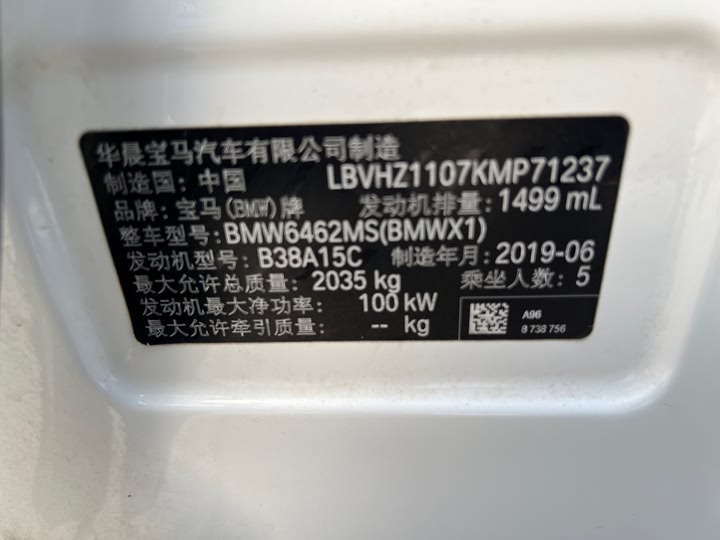 华晨宝马汽车有限公司制造
制造国：中国 LBVHZ1107KMP71237
品牌：宝马(BMW)牌 发动机排量：1499 mL
整车型号：BMW6462MS(BMWX1)
发动机型号：B38A15C 制造年月：2019-06
最大允许总质量：2035 kg 乘坐人数：5
发动机最大净功率：100 kW
最大允许牵引质量：-- kg
A96
8 738 756